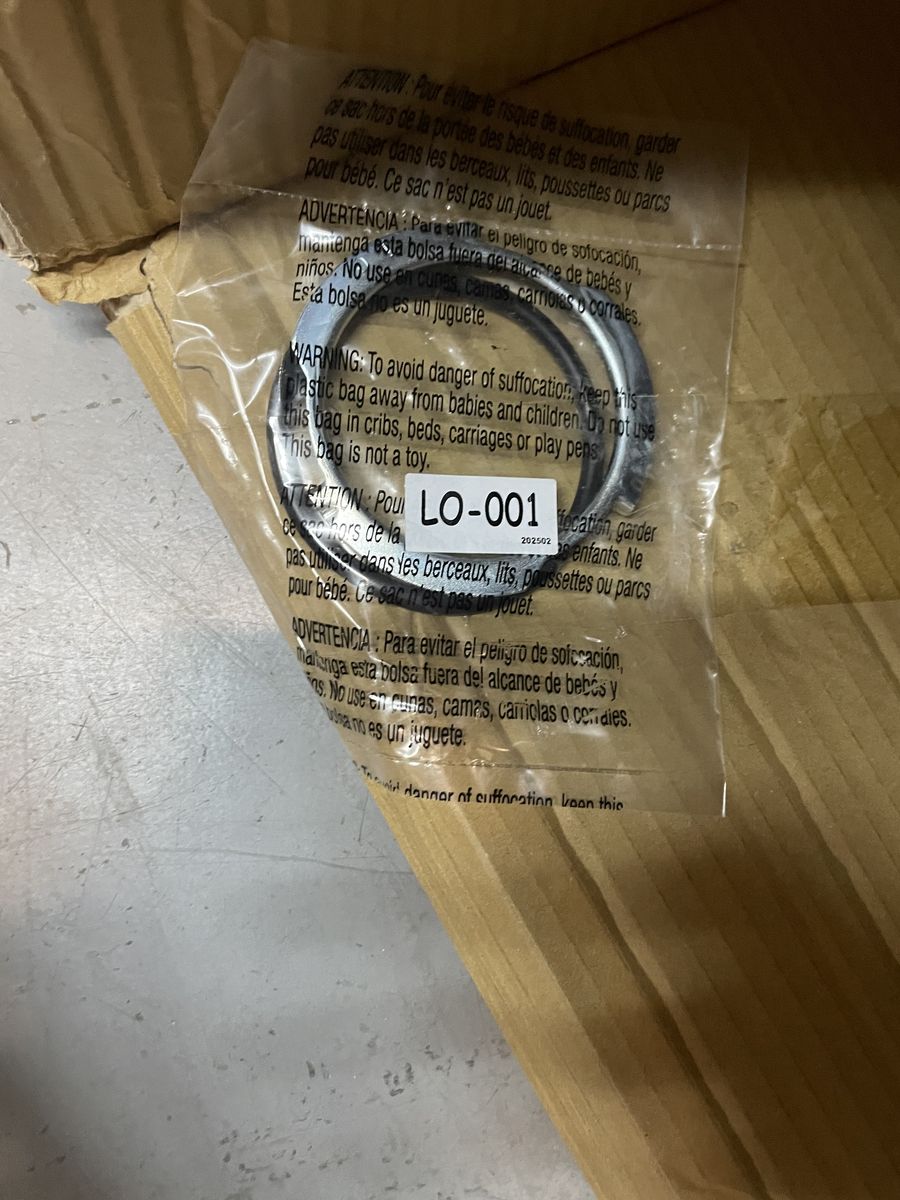 ATTENTION : Pour éviter le risque de suffocation, garder
ce sac hors de la portée des bébés et des enfants. Ne
pas utiliser dans les berceaux, lits, poussettes ou parcs
pour bébé. Ce sac n'est pas un jouet.
ADVERTENCIA : Para evitar el peligro de sofocación,
mantenga esta bolsa fuera del alcance de bebés y
niños. No use en cunas, camas, carriolas o corrales.
Esta bolsa no es un juguete.
WARNING: To avoid danger of suffocation, keep this
plastic bag away from babies and children. Do not use
this bag in cribs, beds, carriages or play pens.
This bag is not a toy.
LO-001
202502
ATTENTION : Pour suffocation, garder
ce sac hors de la enfants. Ne
pas utiliser dans les berceaux, lits, poussettes ou parcs
pour bébé. Ce sac n'est pas un jouet.
ADVERTENCIA : Para evitar el peligro de sofocación,
mantenga esta bolsa fuera del alcance de bebés y
No use en cunas, camas, carriolas o corrales.
bolsa no es un juguete.
To avoid danger of suffocation, keep this